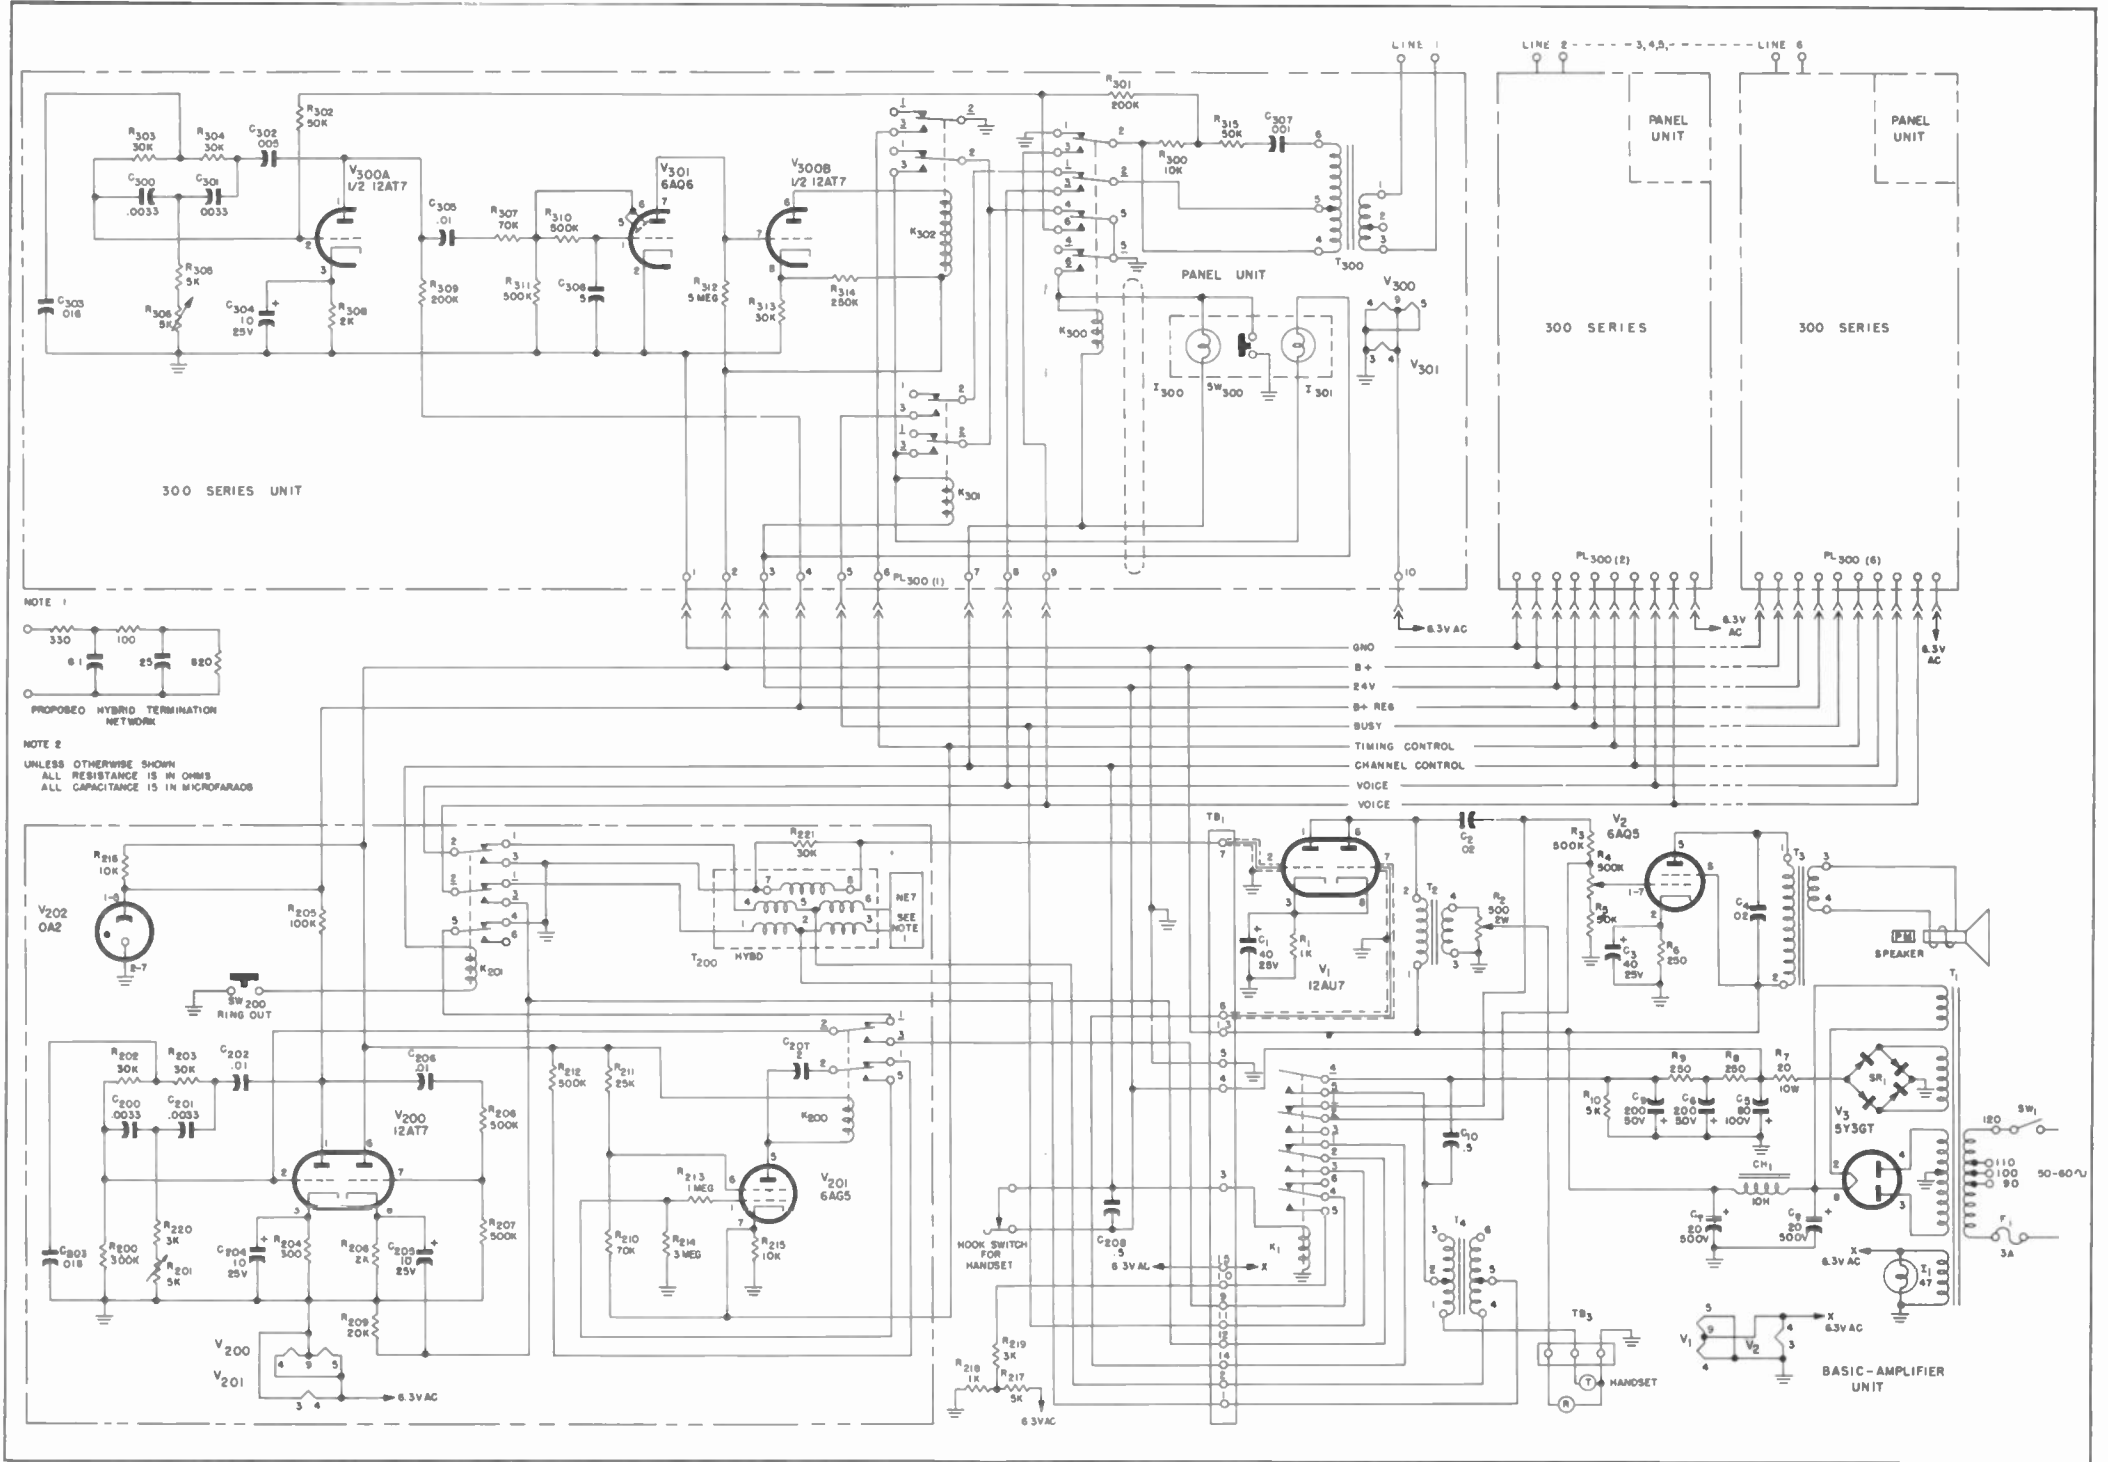 LINE 1
LINE 2 - - - - - - - 3,4,5, - - - - - - - LINE 6
R301
200K
R302
50K
R303
30K
R304
30K
C302
.005
C300
.0033
C301
.0033
V300A
1/2 12AT7
C305
.01
R307
70K
R310
500K
V301
6AQ6
V300B
1/2 12AT7
K302
R315
50K
C307
.001
R300
10K
T300
PANEL UNIT
PANEL
UNIT
PANEL
UNIT
C303
.016
R305
5K
R306
5K
C304
10
25V
R308
2K
R309
200K
R311
500K
C306
.5
R312
5 MEG
R313
30K
R314
250K
K300
I300
SW300
I301
V300
V301
300 SERIES
300 SERIES
300 SERIES UNIT
K301
PL300 (1)
PL300 (2)
PL300 (6)
6.3V AC
6.3V
AC
6.3V
AC
NOTE 1
330
100
25
820
PROPOSED HYBRID TERMINATION
NETWORK
NOTE 2
UNLESS OTHERWISE SHOWN
ALL RESISTANCE IS IN OHMS
ALL CAPACITANCE IS IN MICROFARADS
GND
B+
24V
B+ REG
BUSY
TIMING CONTROL
CHANNEL CONTROL
VOICE
VOICE
R216
10K
V202
OA2
R205
100K
SW200
RING OUT
K201
R221
30K
T200 HYBD
NET
SEE
NOTE
1
TB1
C2
.02
V1
12AU7
C1
40
25V
R1
1K
T2
R2
500
2W
R3
500K
R4
500K
R5
50K
V2
6AQ5
C3
40
25V
R6
250
C4
.02
T3
PM
SPEAKER
T1
R202
30K
R203
30K
C202
.01
C200
.0033
C201
.0033
C206
.01
V200
12AT7
R206
500K
R207
500K
R200
300K
R220
3K
R201
5K
C204
10
25V
R204
300
2K
C205
10
25V
R209
20K
V200
V201
6.3VAC
R212
500K
R211
25K
C207
K200
R213
1 MEG
V201
6AG5
R210
70K
R214
3 MEG
R215
10K
HOOK SWITCH
FOR
HANDSET
C208
.5
6.3VAC
K1
R219
3K
R218
1K
R217
5K
6.3VAC
C10
.5
T4
TB3
HANDSET
T
R
R10
5K
R9
250
R8
250
R7
20
10W
200
50V
C6
200
50V
C5
80
100V
SR1
V3
5Y3GT
CH1
10H
20
500V
20
500V
SW1
120
110
100
90
50-60~
F1
3A
6.3VAC
I1
47
V1
V2
6.3VAC
BASIC-AMPLIFIER
UNIT